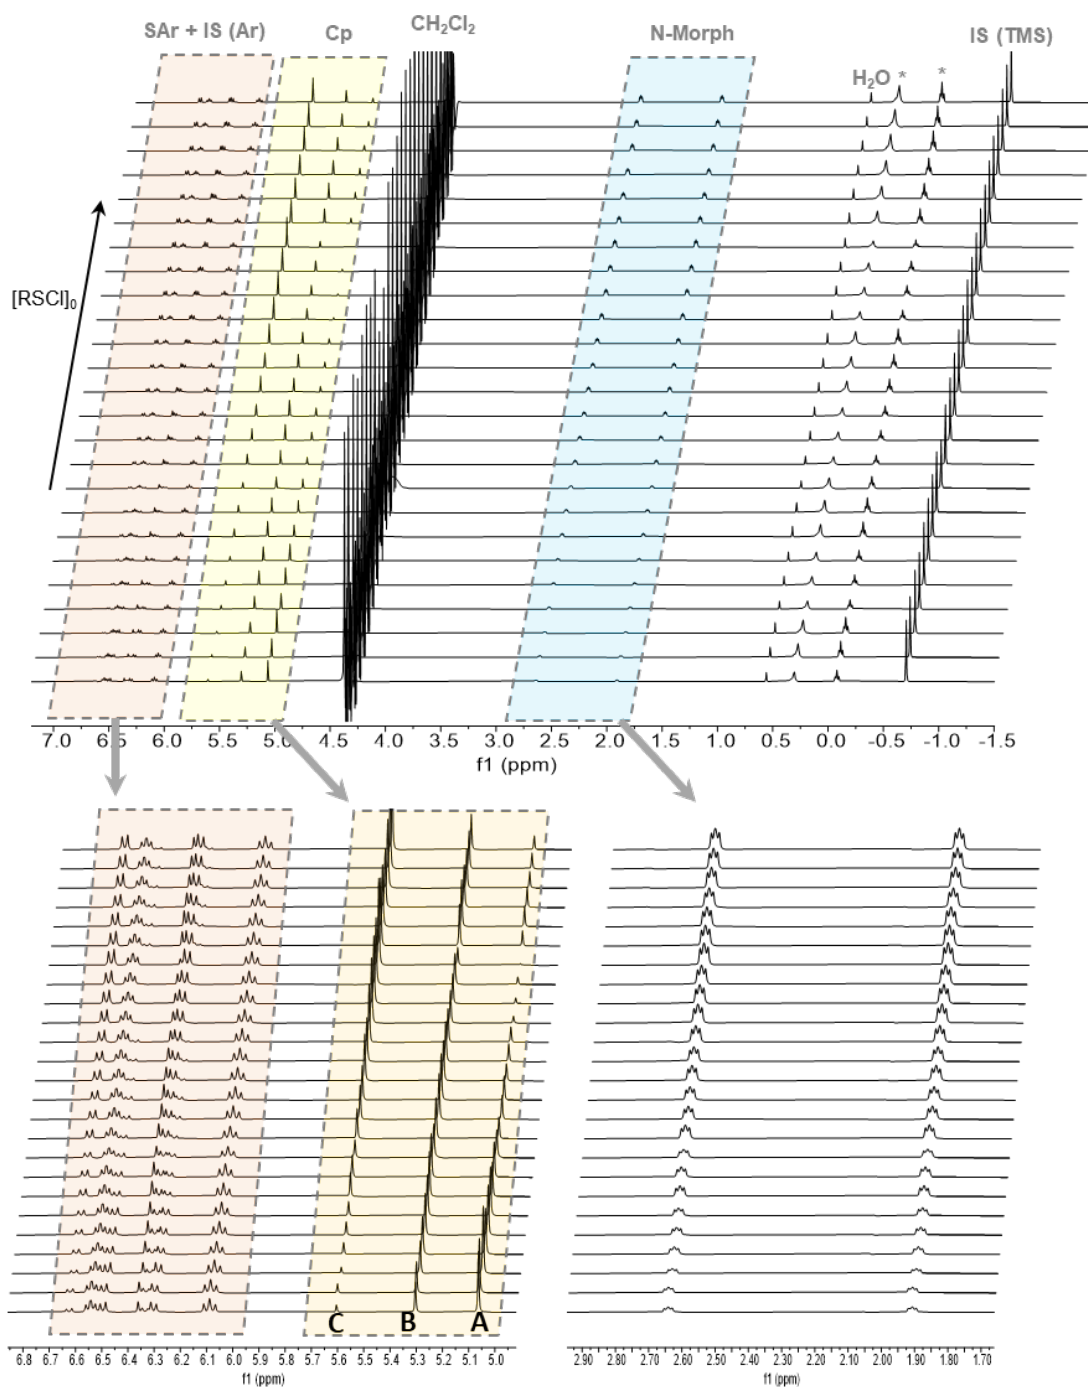 SAr + IS (Ar)
Cp
CH₂Cl₂
N-Morph
IS (TMS)
H₂O * *
[RSCl]₀
7.0 6.5 6.0 5.5 5.0 4.5 4.0 3.5 3.0 2.5 2.0 1.5 1.0 0.5 0.0 -0.5 -1.0 -1.5
f1 (ppm)
C B A
6.8 6.7 6.6 6.5 6.4 6.3 6.2 6.1 6.0 5.9 5.8 5.7 5.6 5.5 5.4 5.3 5.2 5.1 5.0
f1 (ppm)
2.90 2.80 2.70 2.60 2.50 2.40 2.30 2.20 2.10 2.00 1.90 1.80 1.70
f1 (ppm)